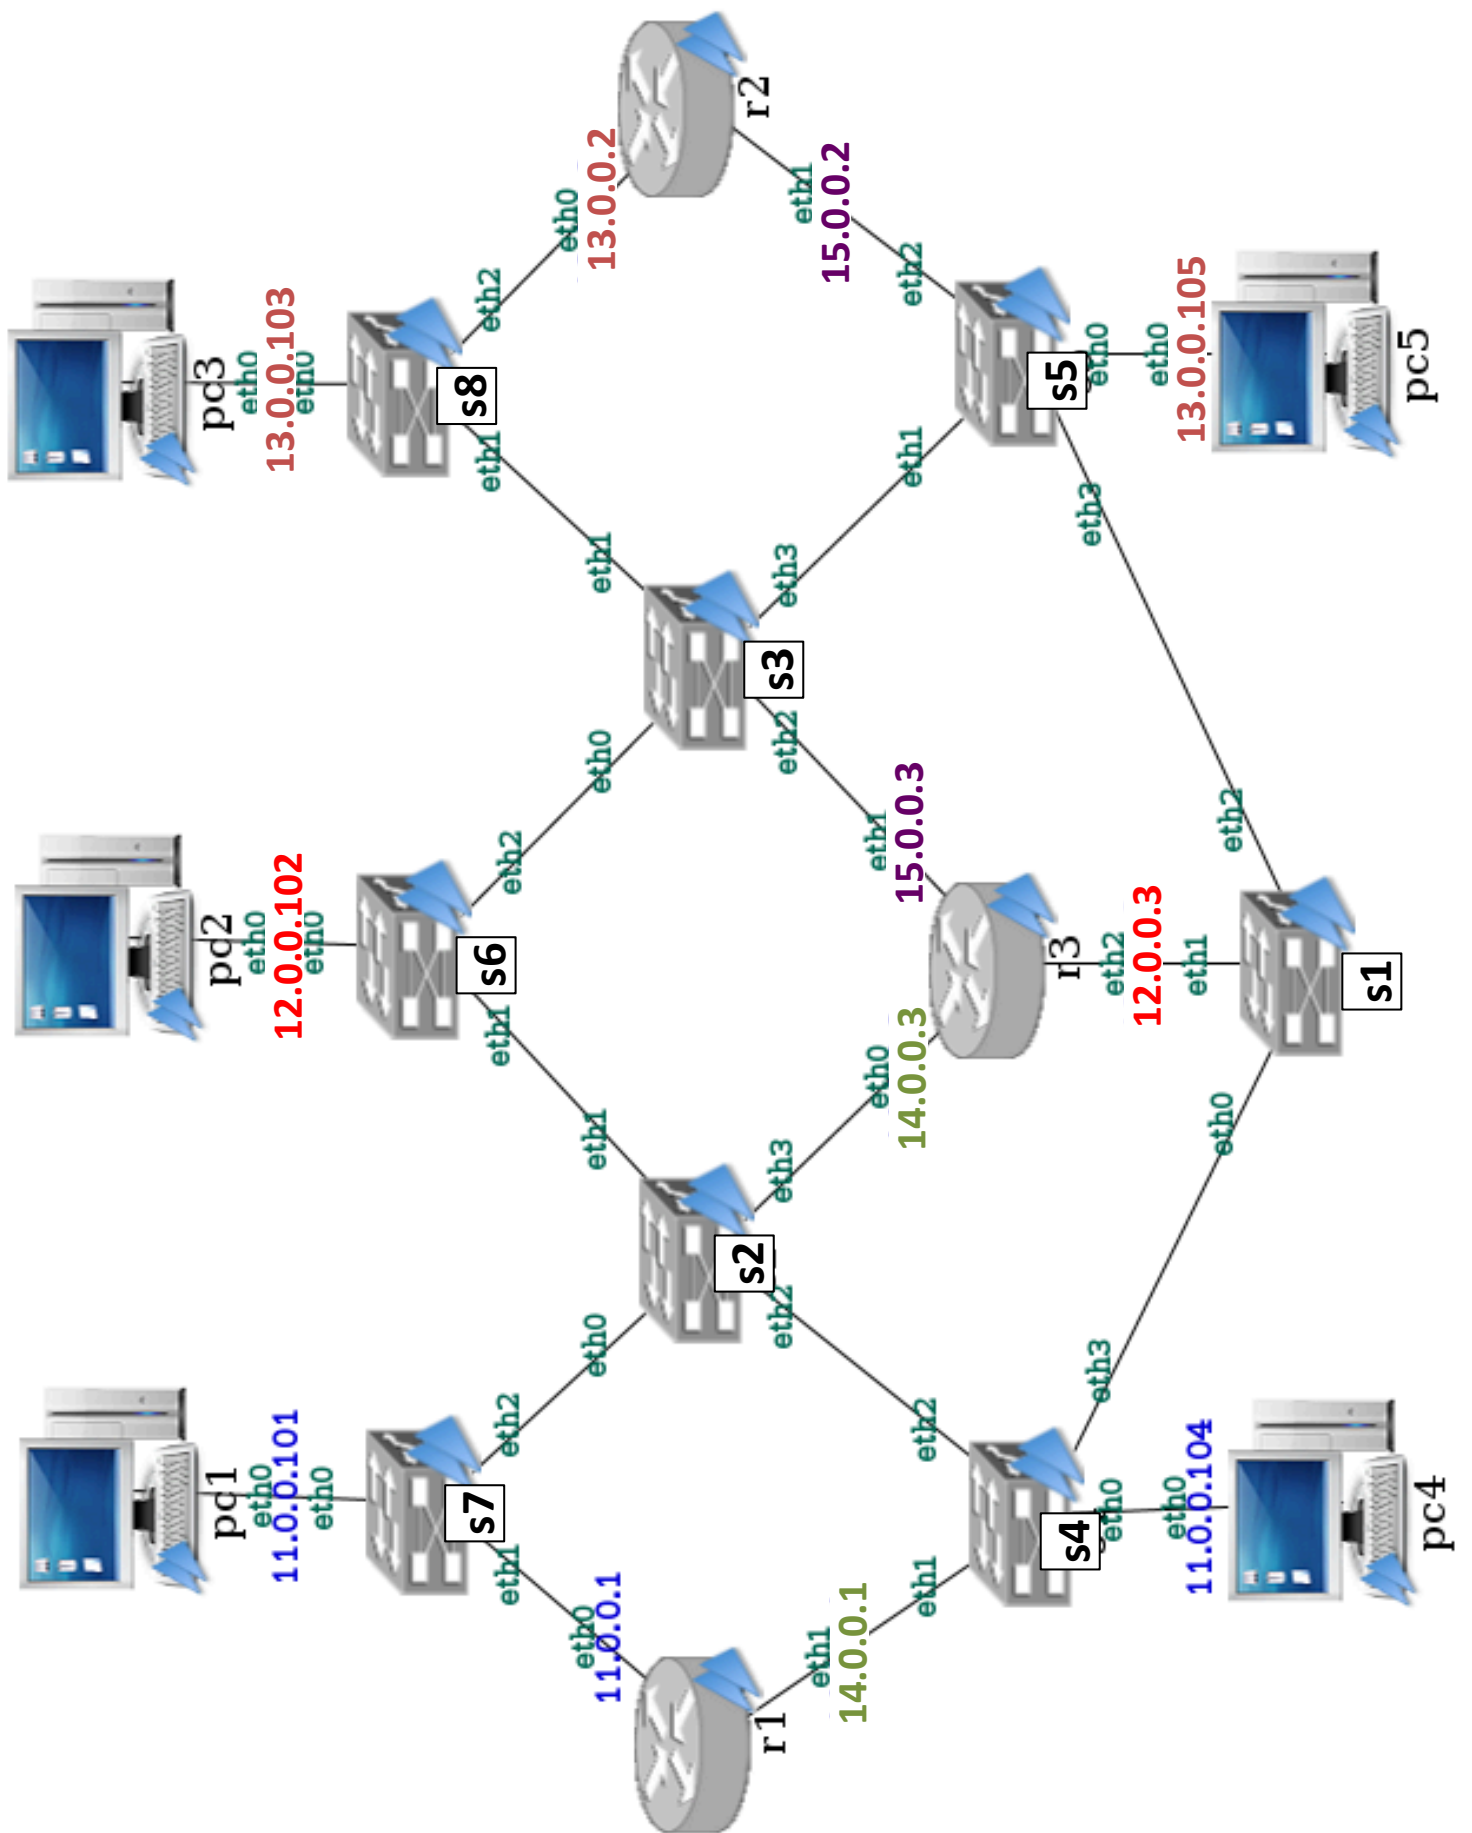 pc1
pc2
pc3
eth0
eth0
eth0
11.0.0.101
12.0.0.102
13.0.0.103
eth0
eth0
eth0
s7
s6
s8
eth1
eth2
eth1
eth2
eth1
eth2
eth0
eth0
eth1
eth0
eth1
eth0
11.0.0.1
13.0.0.2
r1
s2
s3
r2
eth1
eth2
eth3
eth2
eth3
eth1
14.0.0.1
15.0.0.2
eth0
eth1
14.0.0.3
15.0.0.3
eth1
eth2
eth1
eth2
s4
r3
s5
eth0
eth3
eth2
eth3
eth0
12.0.0.3
eth0
eth1
eth0
11.0.0.104
13.0.0.105
eth0
eth2
s1
pc4
pc5